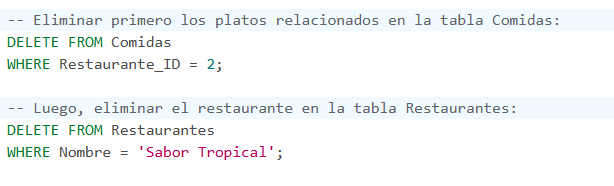 -- Eliminar primero los platos relacionados en la tabla Comidas:
DELETE FROM Comidas
WHERE Restaurante_ID = 2;
-- Luego, eliminar el restaurante en la tabla Restaurantes:
DELETE FROM Restaurantes
WHERE Nombre = 'Sabor Tropical';